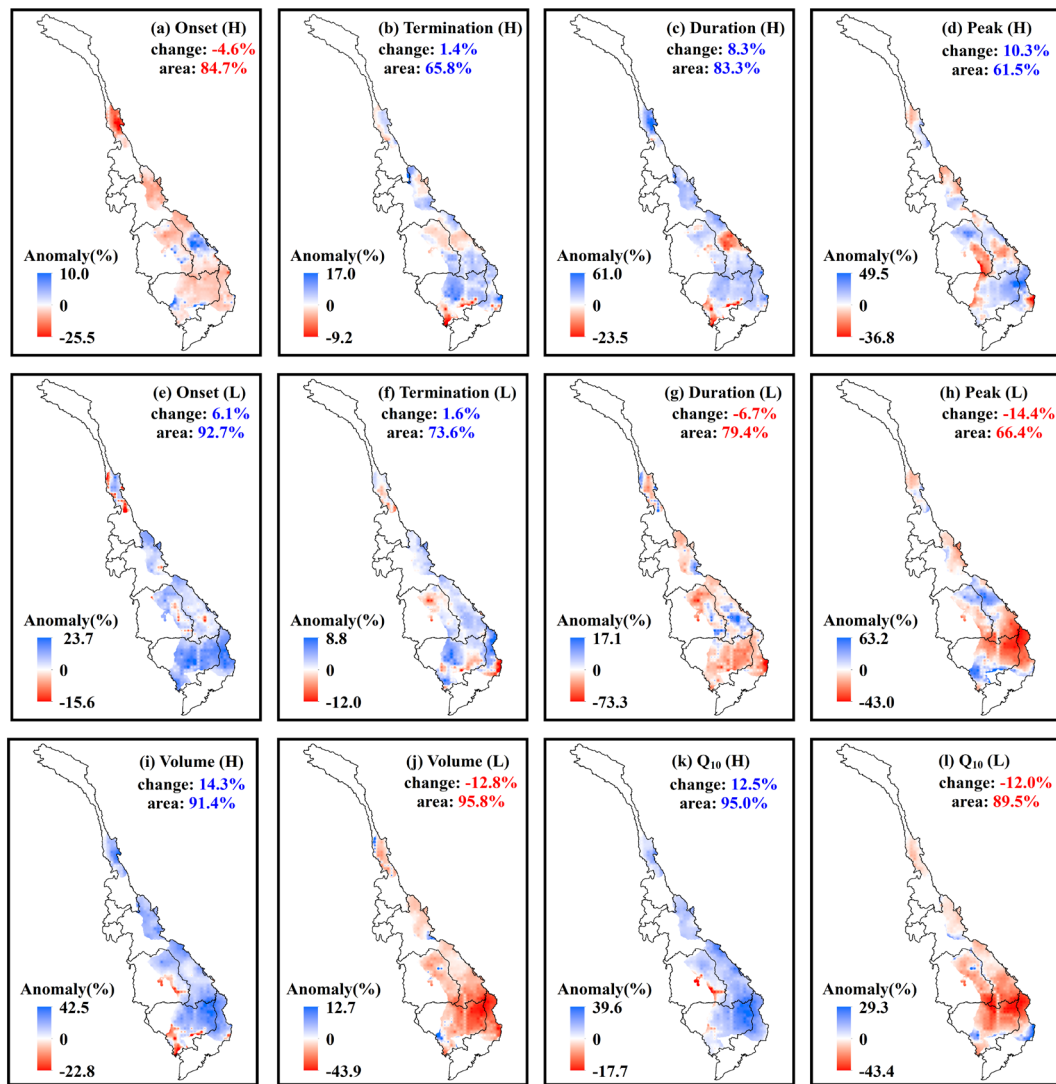 (a) Onset (H)
change: -4.6%
area: 84.7%
Anomaly(%)
10.0
0
-25.5
(b) Termination (H)
change: 1.4%
area: 65.8%
Anomaly(%)
17.0
0
-9.2
(c) Duration (H)
change: 8.3%
area: 83.3%
Anomaly(%)
61.0
0
-23.5
(d) Peak (H)
change: 10.3%
area: 61.5%
Anomaly(%)
49.5
0
-36.8
(e) Onset (L)
change: 6.1%
area: 92.7%
Anomaly(%)
23.7
0
-15.6
(f) Termination (L)
change: 1.6%
area: 73.6%
Anomaly(%)
8.8
0
-12.0
(g) Duration (L)
change: -6.7%
area: 79.4%
Anomaly(%)
17.1
0
-73.3
(h) Peak (L)
change: -14.4%
area: 66.4%
Anomaly(%)
63.2
0
-43.0
(i) Volume (H)
change: 14.3%
area: 91.4%
Anomaly(%)
42.5
0
-22.8
(j) Volume (L)
change: -12.8%
area: 95.8%
Anomaly(%)
12.7
0
-43.9
(k) Q₁₀ (H)
change: 12.5%
area: 95.0%
Anomaly(%)
39.6
0
-17.7
(l) Q₁₀ (L)
change: -12.0%
area: 89.5%
Anomaly(%)
29.3
0
-43.4